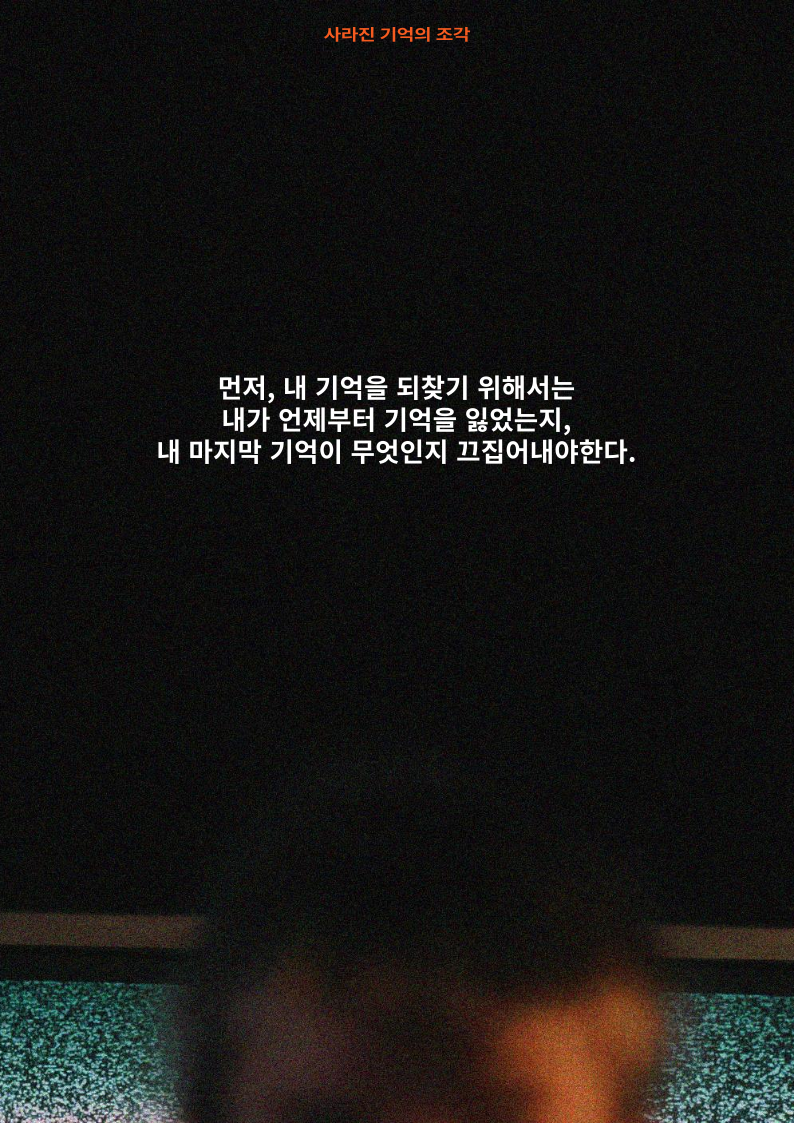 사라진 기억의 조각
먼저, 내 기억을 되찾기 위해서는
내가 언제부터 기억을 잃었는지,
내 마지막 기억이 무엇인지 끄집어내야한다.